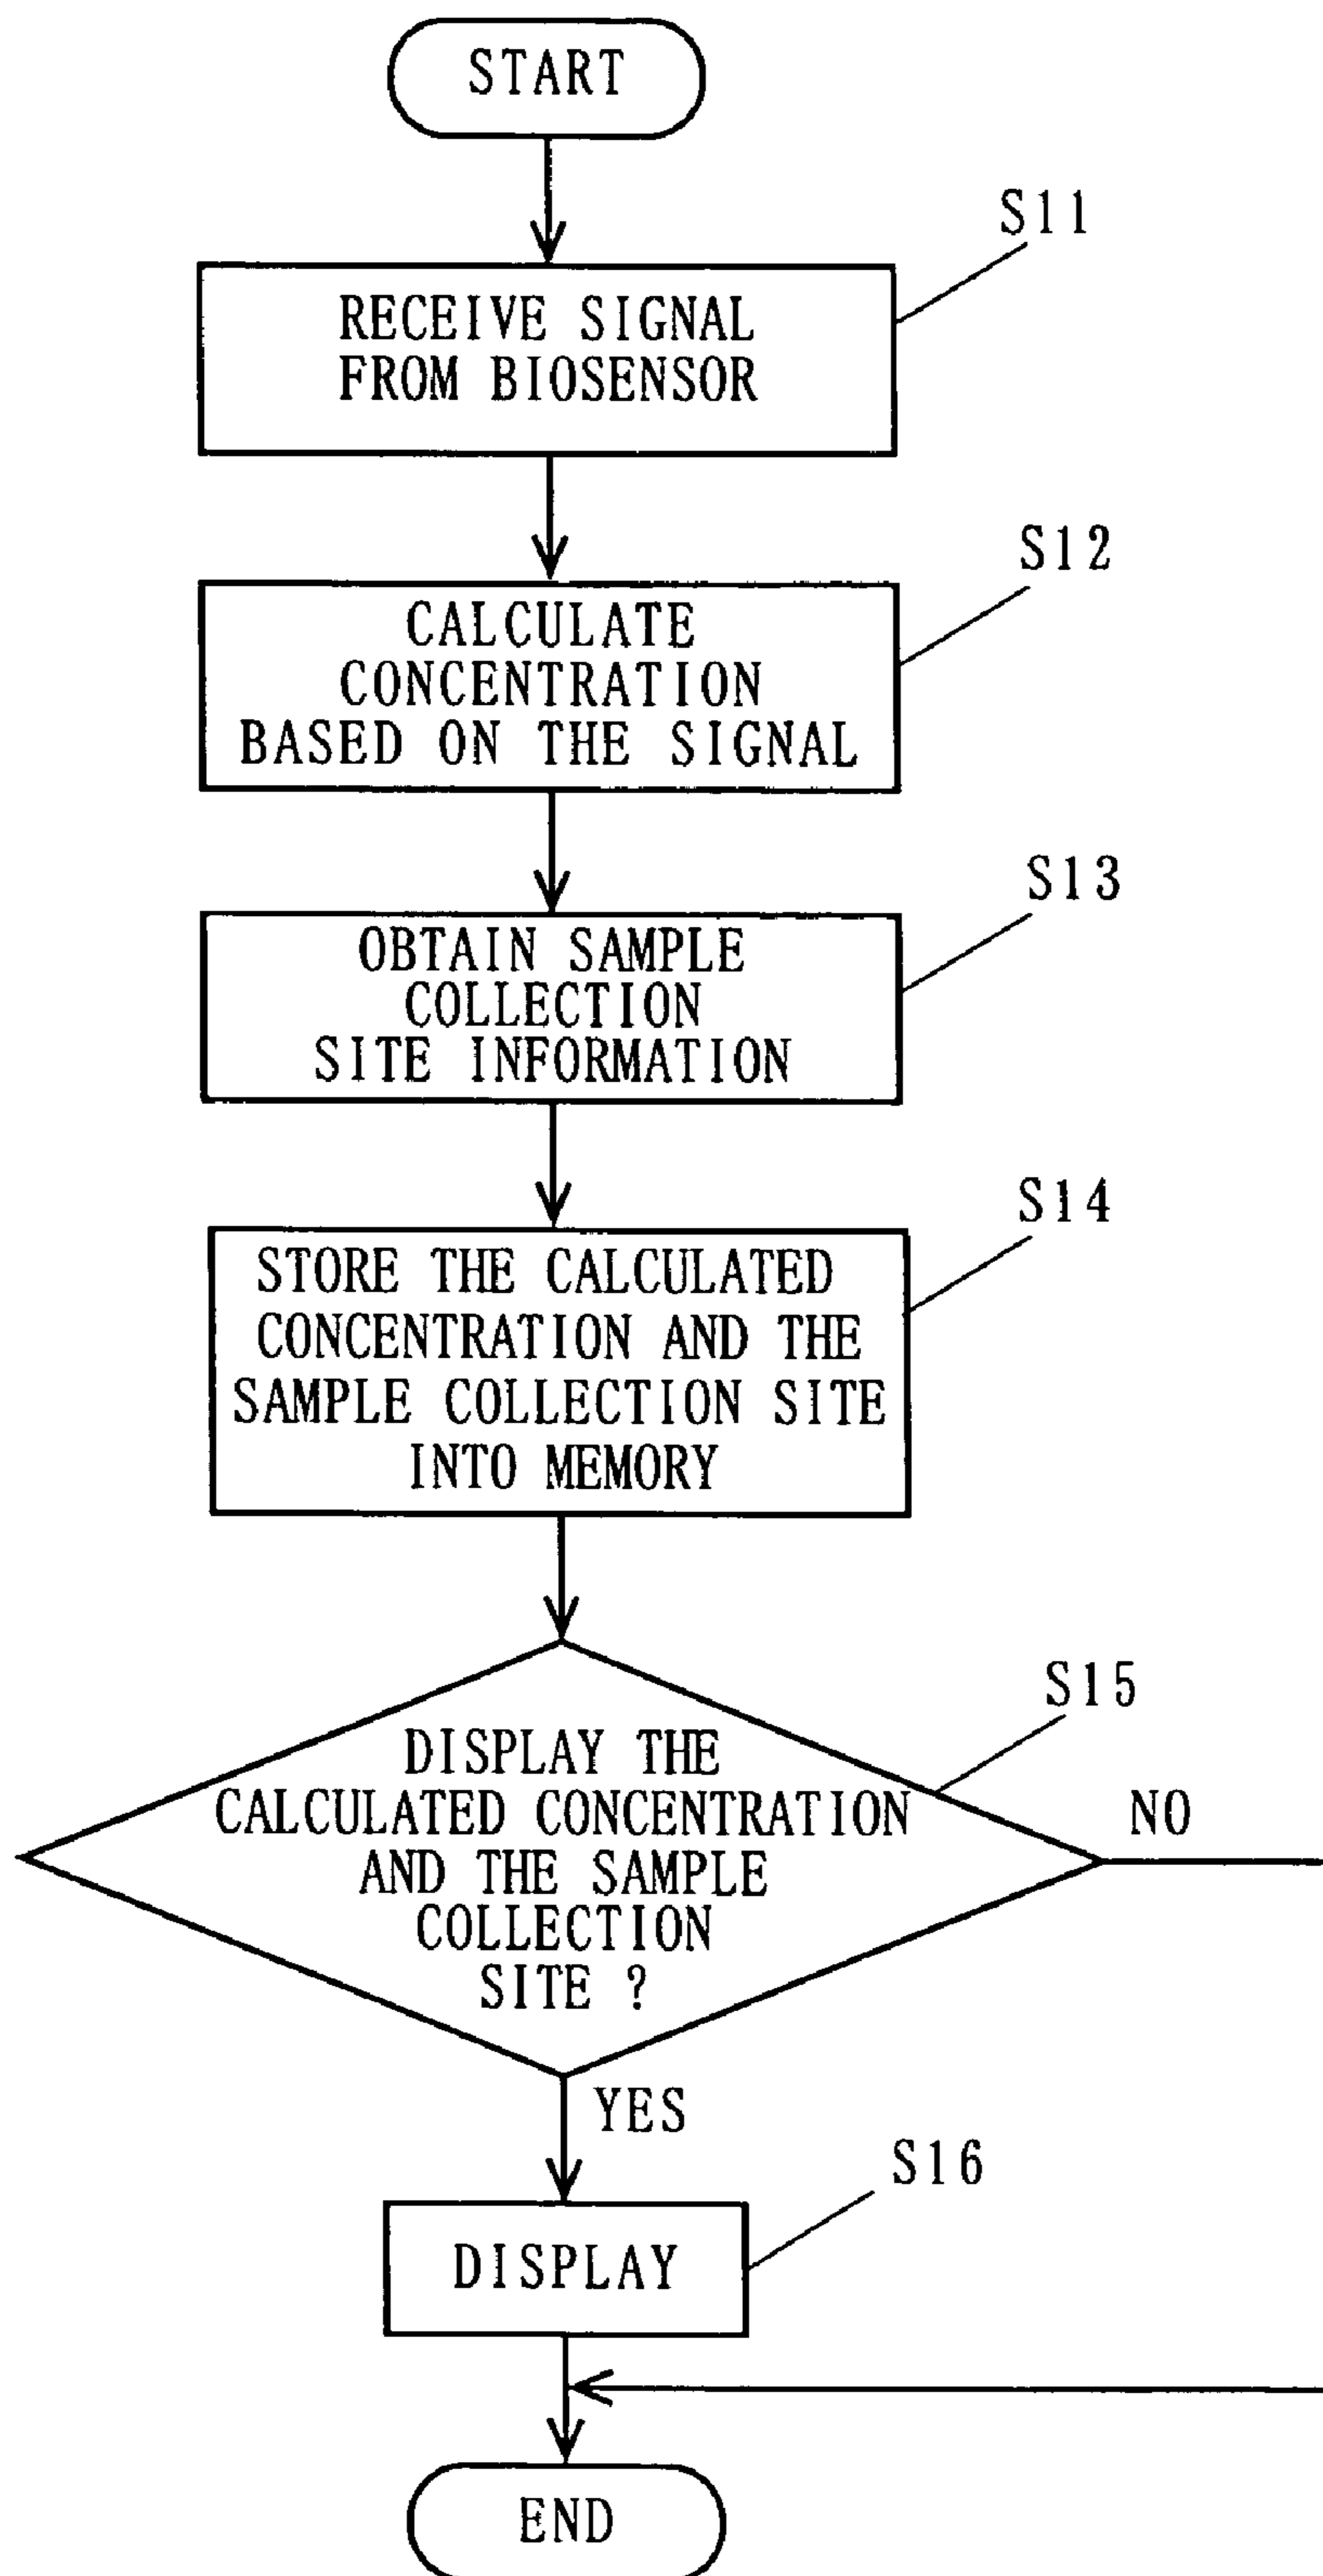 START
S11
RECEIVE SIGNAL
FROM BIOSENSOR
S12
CALCULATE
CONCENTRATION
BASED ON THE SIGNAL
S13
OBTAIN SAMPLE
COLLECTION
SITE INFORMATION
S14
STORE THE CALCULATED
CONCENTRATION AND THE
SAMPLE COLLECTION SITE
INTO MEMORY
S15
DISPLAY THE
CALCULATED CONCENTRATION
AND THE SAMPLE
COLLECTION
SITE ?
NO
YES
S16
DISPLAY
END